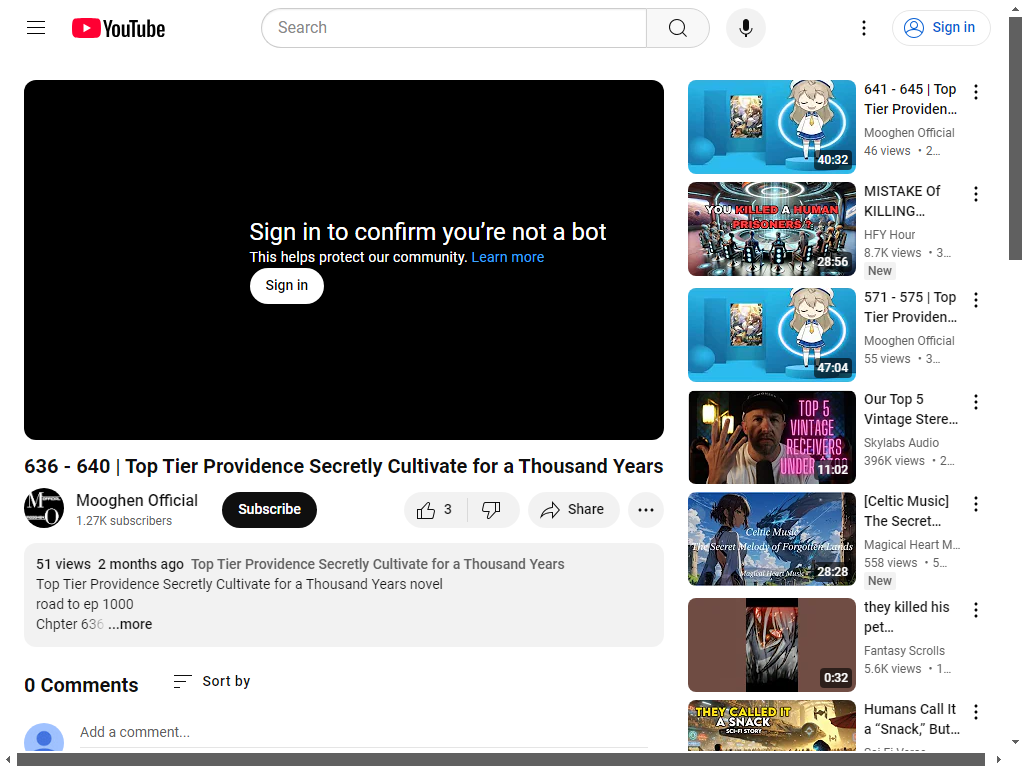 YouTube
Search
Sign in
Sign in to confirm you’re not a bot
This helps protect our community. Learn more
Sign in
636 - 640 | Top Tier Providence Secretly Cultivate for a Thousand Years
Mooghen Official
1.27K subscribers
Subscribe
3
Share
51 views 2 months ago Top Tier Providence Secretly Cultivate for a Thousand Years
Top Tier Providence Secretly Cultivate for a Thousand Years novel
road to ep 1000
Chpter 636 ...more
0 Comments
Sort by
Add a comment...
40:32
641 - 645 | Top
Tier Providen...
Mooghen Official
46 views • 2...
YOU KILLED A HUMAN
PRISONERS ?
28:56
MISTAKE Of
KILLING...
HFY Hour
8.7K views • 3...
New
47:04
571 - 575 | Top
Tier Providen...
Mooghen Official
55 views • 3...
TOP 5
VINTAGE
RECEIVERS
11:02
Our Top 5
Vintage Stere...
Skylabs Audio
396K views • 2...
Celtic Music
The Secret Melody of Forgotten Lands
Magical Heart Music
28:28
[Celtic Music]
The Secret...
Magical Heart M...
558 views • 5...
New
0:32
they killed his
pet...
Fantasy Scrolls
5.6K views • 1...
THEY CALLED IT
A SNACK
SCI-FI STORY
Humans Call It
a “Snack,” But...